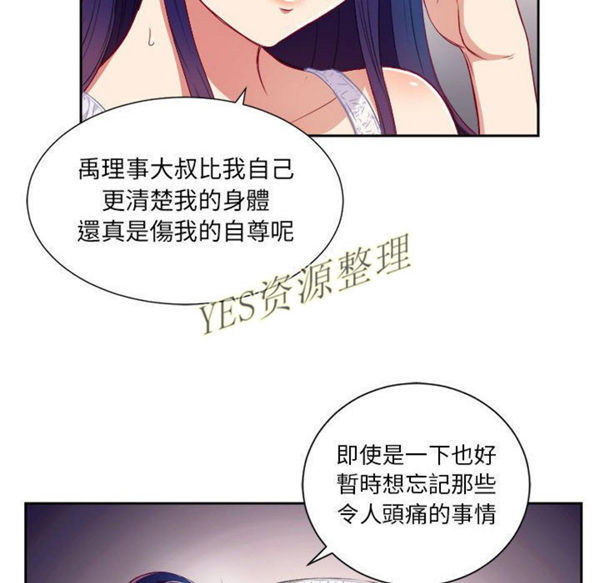 禹理事大叔比我自己
更清楚我的身體
還真是傷我的自尊呢
YES资源整理
即使是一下也好
暫時想忘記那些
令人頭痛的事情